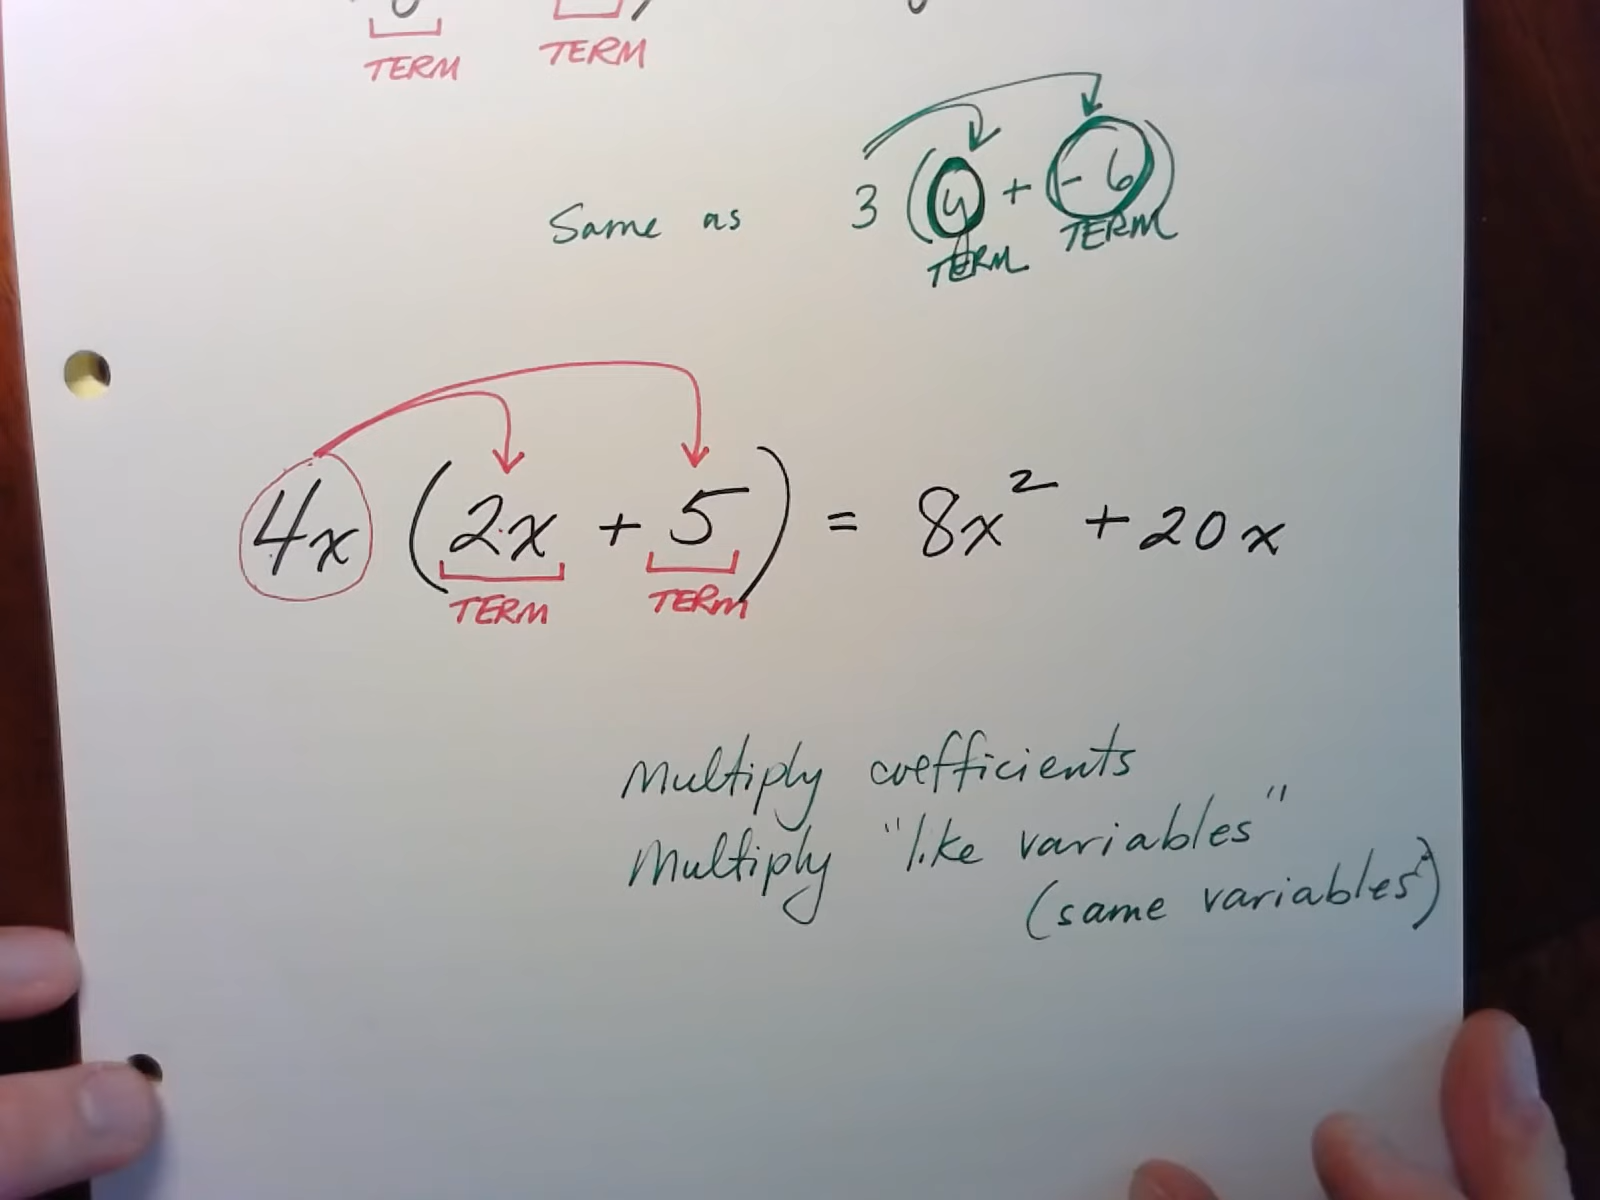 TERM TERM
Same as 3 (y + -6)
TERM TERM
4x (2x + 5) = 8x² + 20x
TERM TERM
Multiply coefficients
Multiply "like variables"
(same variables)